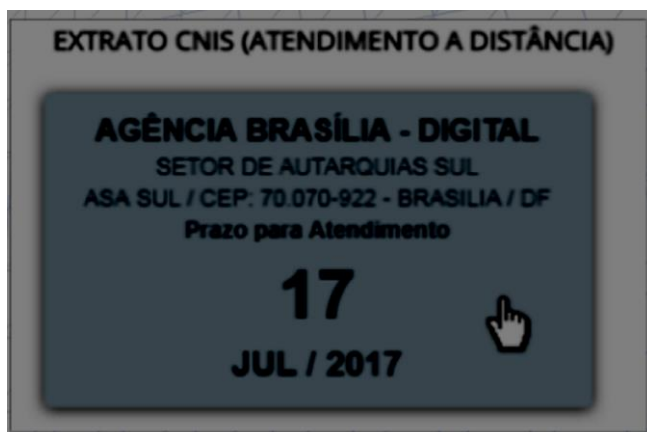 EXTRATO CNIS (ATENDIMENTO A DISTÂNCIA)
AGÊNCIA BRASÍLIA - DIGITAL
SETOR DE AUTARQUIAS SUL
ASA SUL / CEP: 70.070-922 - BRASILIA / DF
Prazo para Atendimento
17
JUL / 2017